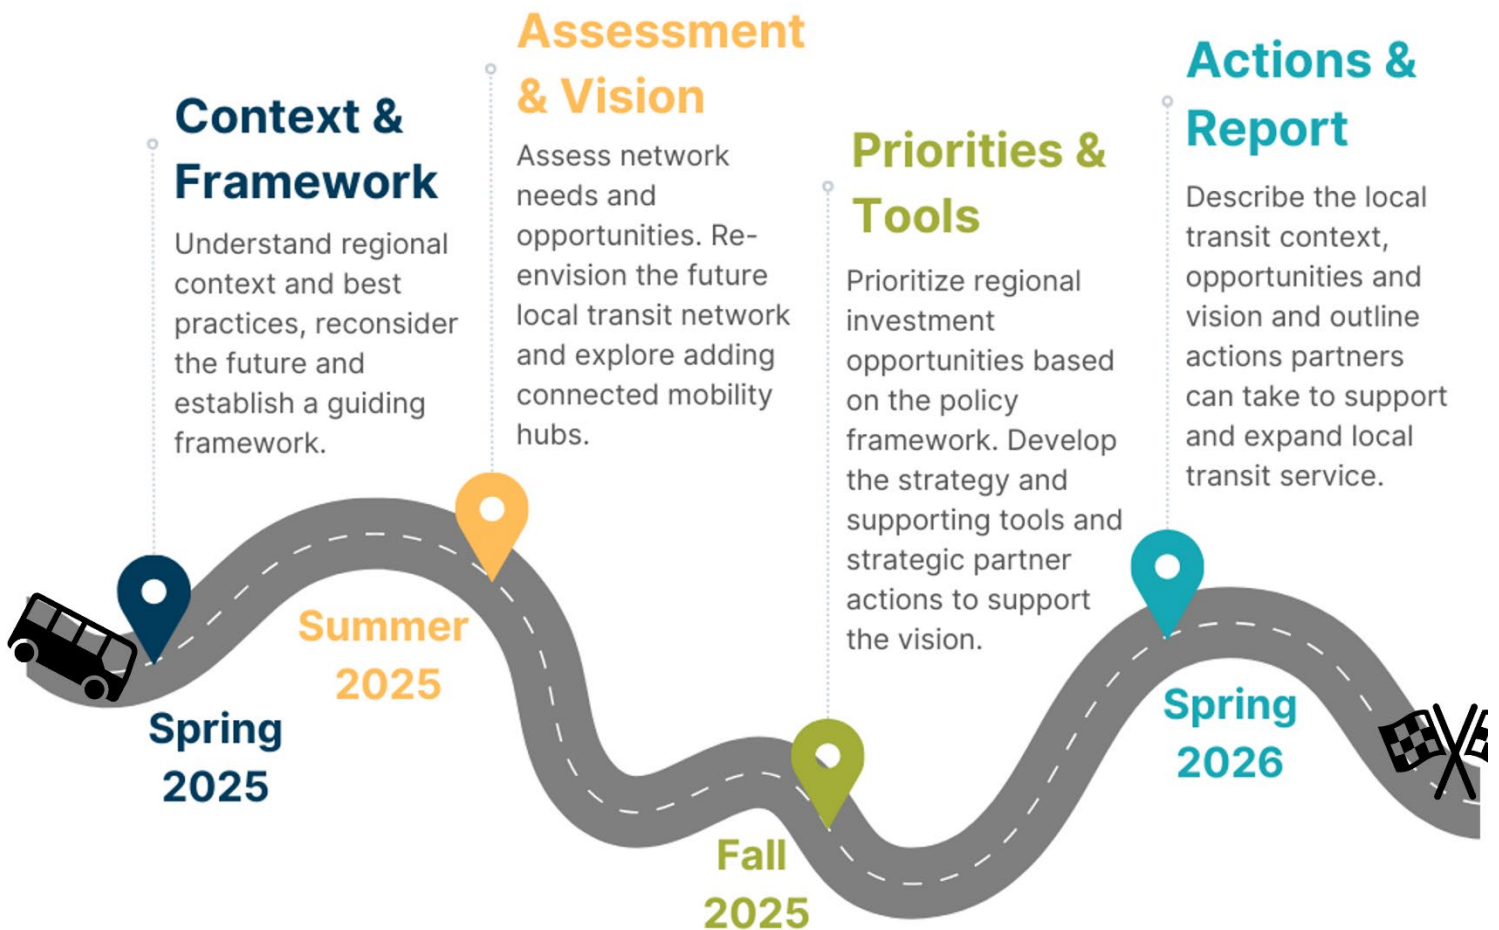 Context &
Framework
Understand regional
context and best
practices, reconsider
the future and
establish a guiding
framework.
Spring
2025
Assessment
& Vision
Assess network
needs and
opportunities. Re-
envision the future
local transit network
and explore adding
connected mobility
hubs.
Summer
2025
Priorities &
Tools
Prioritize regional
investment
opportunities based
on the policy
framework. Develop
the strategy and
supporting tools and
strategic partner
actions to support
the vision.
Fall
2025
Actions &
Report
Describe the local
transit context,
opportunities and
vision and outline
actions partners
can take to support
and expand local
transit service.
Spring
2026